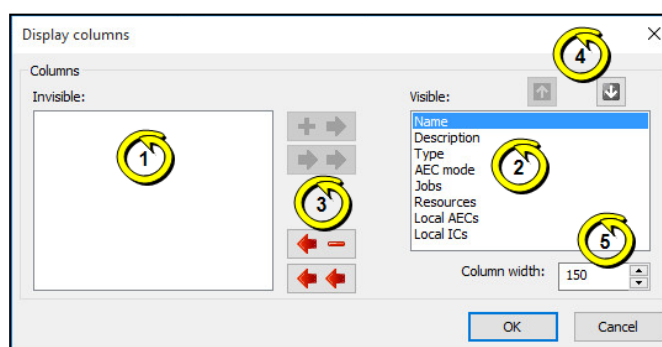 Display columns
4
Columns
Invisible:
Visible:
Name
Description
Type
AEC mode
Jobs
Resources
Local AECs
Local ICs
1
2
3
5
Column width:
150
OK
Cancel